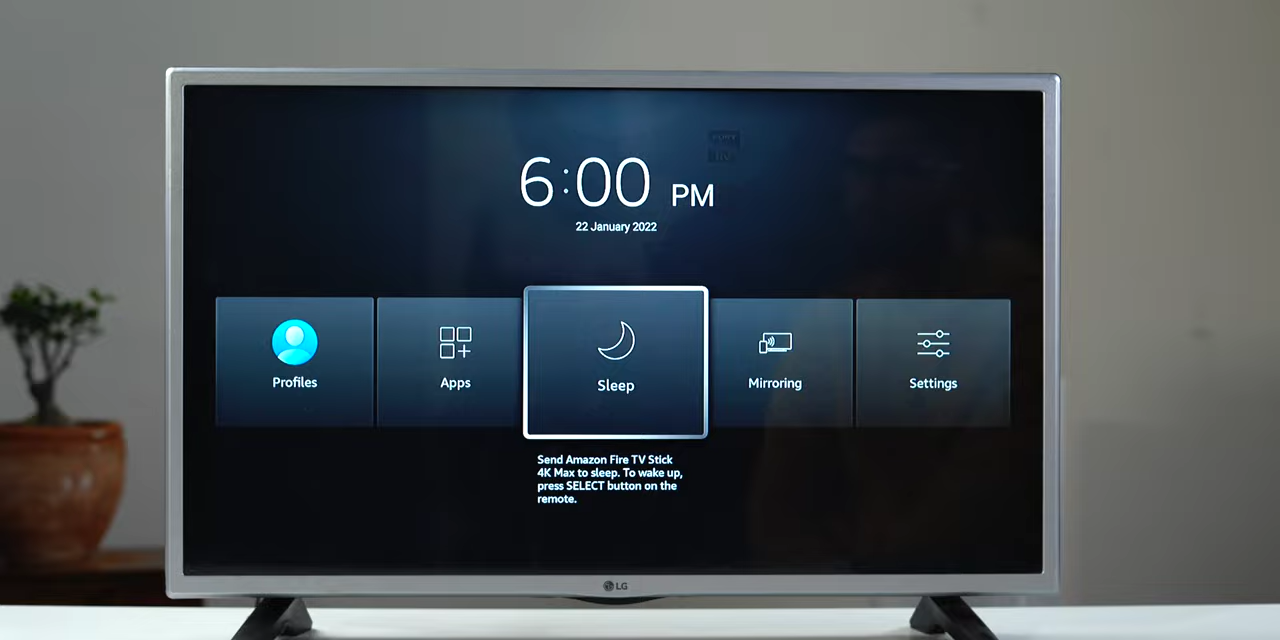 6:00 PM
22 January 2022
Profiles
Apps
Sleep
Mirroring
Settings
Send Amazon Fire TV Stick
4K Max to sleep. To wake up,
press SELECT button on the
remote.
LG